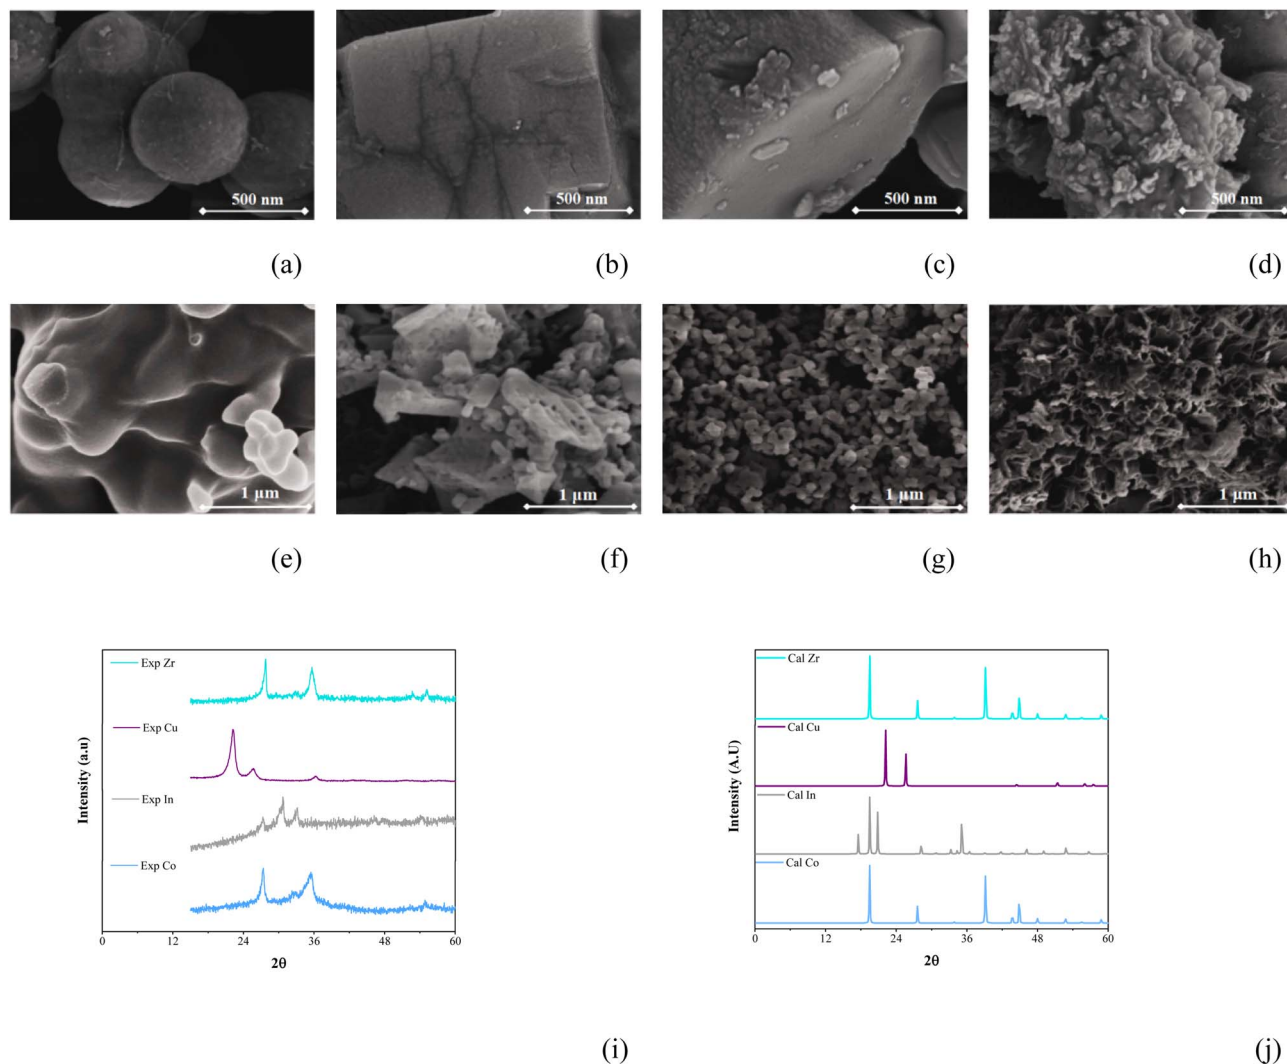 500 nm
500 nm
500 nm
500 nm
(a)
(b)
(c)
(d)
1 µm
1 µm
1 µm
1 µm
(e)
(f)
(g)
(h)
Exp Zr
Exp Cu
Exp In
Exp Co
Intensity (a.u)
0 12 24 36 48 60
2θ
(i)
Cal Zr
Cal Cu
Cal In
Cal Co
Intensity (A.U)
0 12 24 36 48 60
2θ
(j)